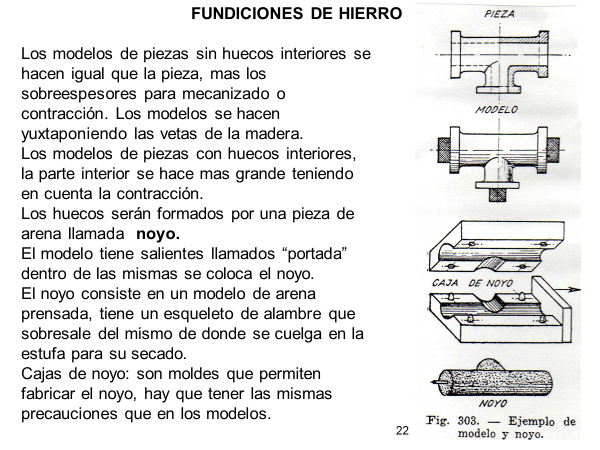 FUNDICIONES DE HIERRO
Los modelos de piezas sin huecos interiores se
hacen igual que la pieza, mas los
sobreespesores para mecanizado o
contracción. Los modelos se hacen
yuxtaponiendo las vetas de la madera.
Los modelos de piezas con huecos interiores,
la parte interior se hace mas grande teniendo
en cuenta la contracción.
Los huecos serán formados por una pieza de
arena llamada noyo.
El modelo tiene salientes llamados “portada”
dentro de las mismas se coloca el noyo.
El noyo consiste en un modelo de arena
prensada, tiene un esqueleto de alambre que
sobresale del mismo de donde se cuelga en la
estufa para su secado.
Cajas de noyo: son moldes que permiten
fabricar el noyo, hay que tener las mismas
precauciones que en los modelos.
PIEZA
MODELO
CAJA DE NOYO
NOYO
Fig. 303. — Ejemplo de
modelo y noyo.
22